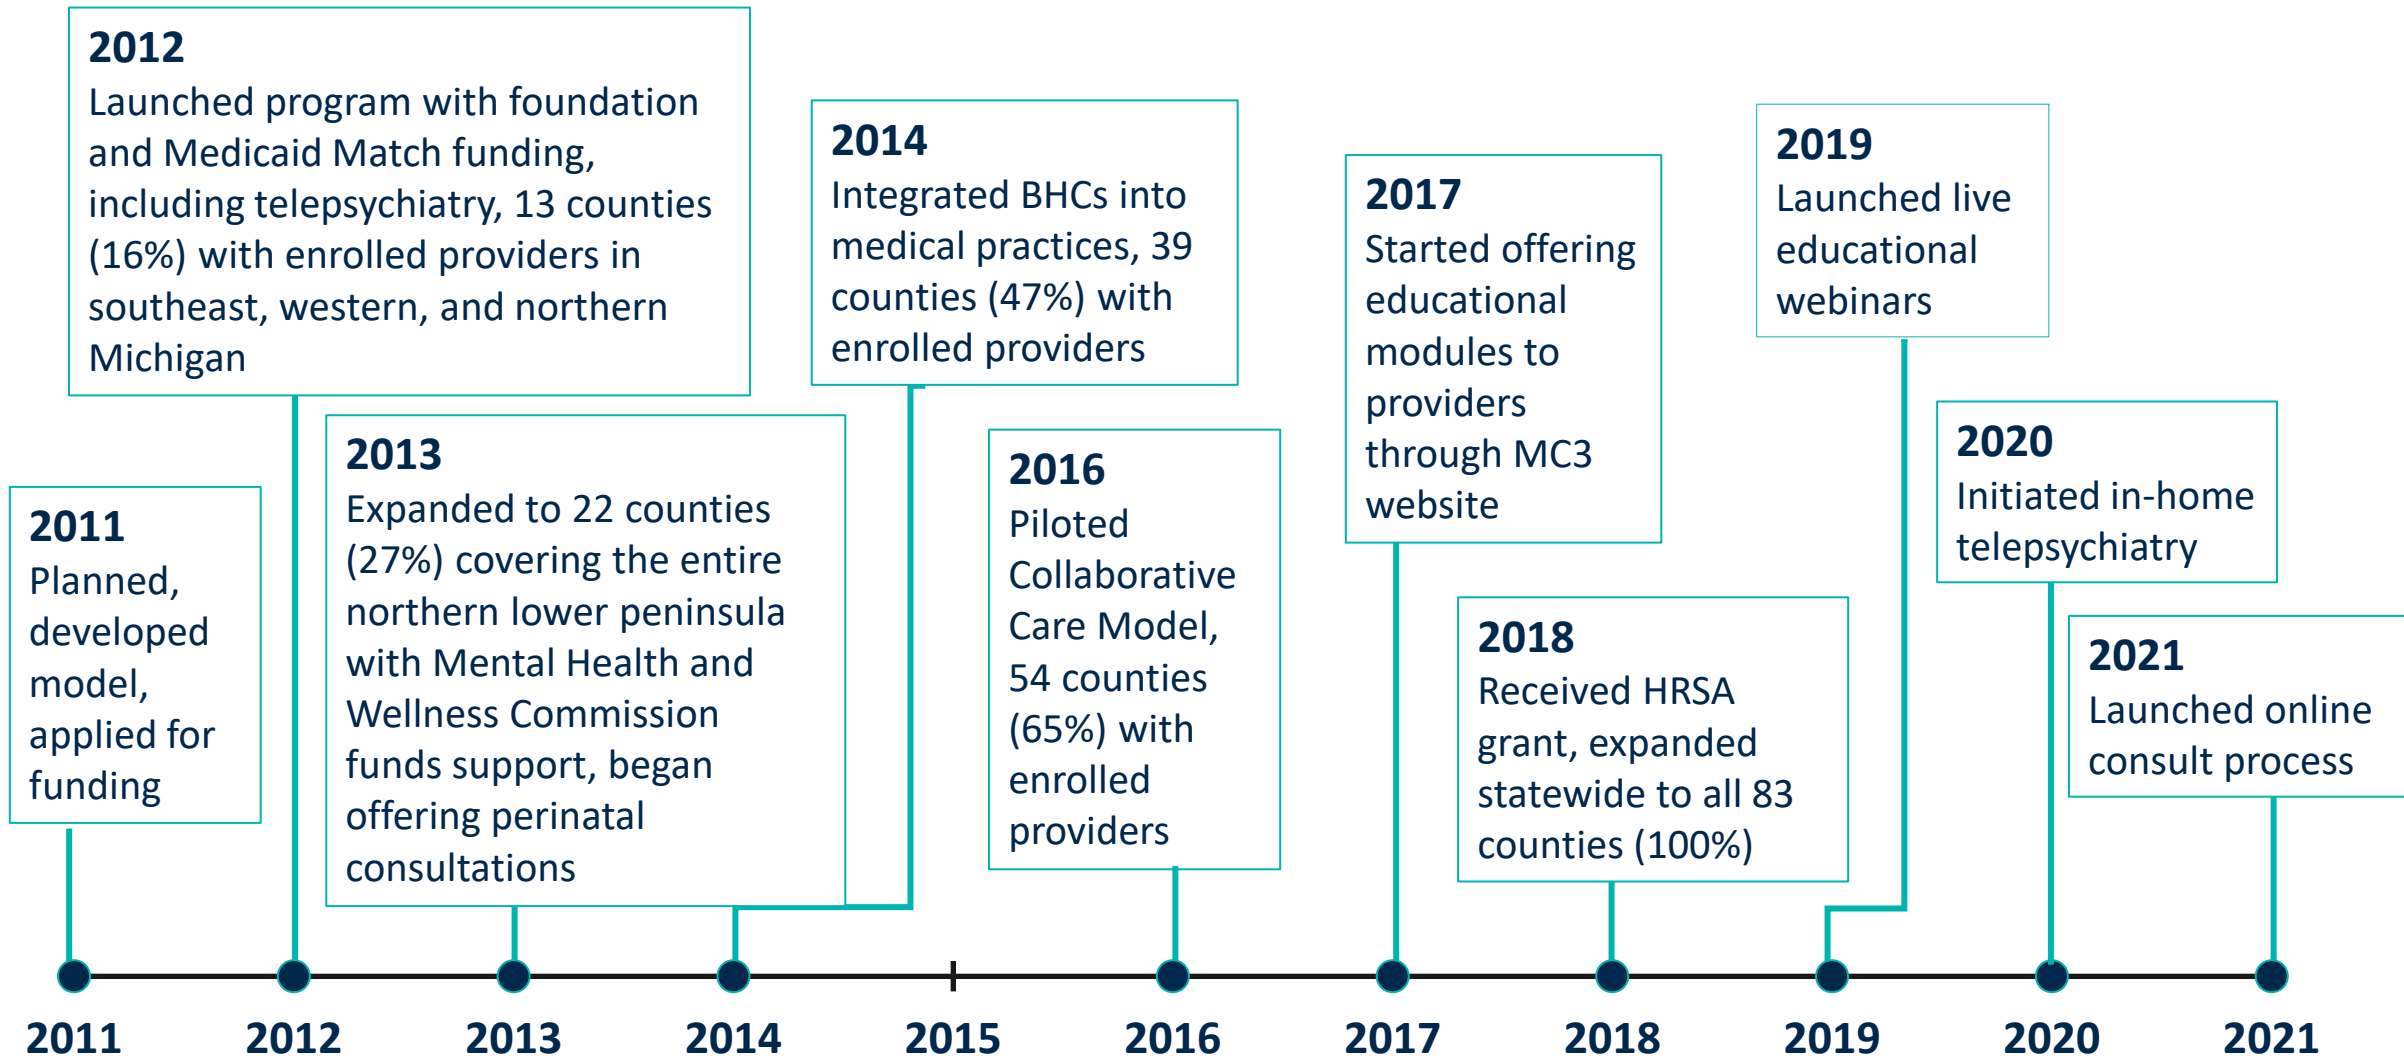 2011
Planned,
developed
model,
applied for
funding
2012
Launched program with foundation
and Medicaid Match funding,
including telepsychiatry, 13 counties
(16%) with enrolled providers in
southeast, western, and northern
Michigan
2013
Expanded to 22 counties
(27%) covering the entire
northern lower peninsula
with Mental Health and
Wellness Commission
funds support, began
offering perinatal
consultations
2014
Integrated BHCs into
medical practices, 39
counties (47%) with
enrolled providers
2016
Piloted
Collaborative
Care Model,
54 counties
(65%) with
enrolled
providers
2017
Started offering
educational
modules to
providers
through MC3
website
2018
Received HRSA
grant, expanded
statewide to all 83
counties (100%)
2019
Launched live
educational
webinars
2020
Initiated in-home
telepsychiatry
2021
Launched online
consult process
2011 2012 2013 2014 2015 2016 2017 2018 2019 2020 2021